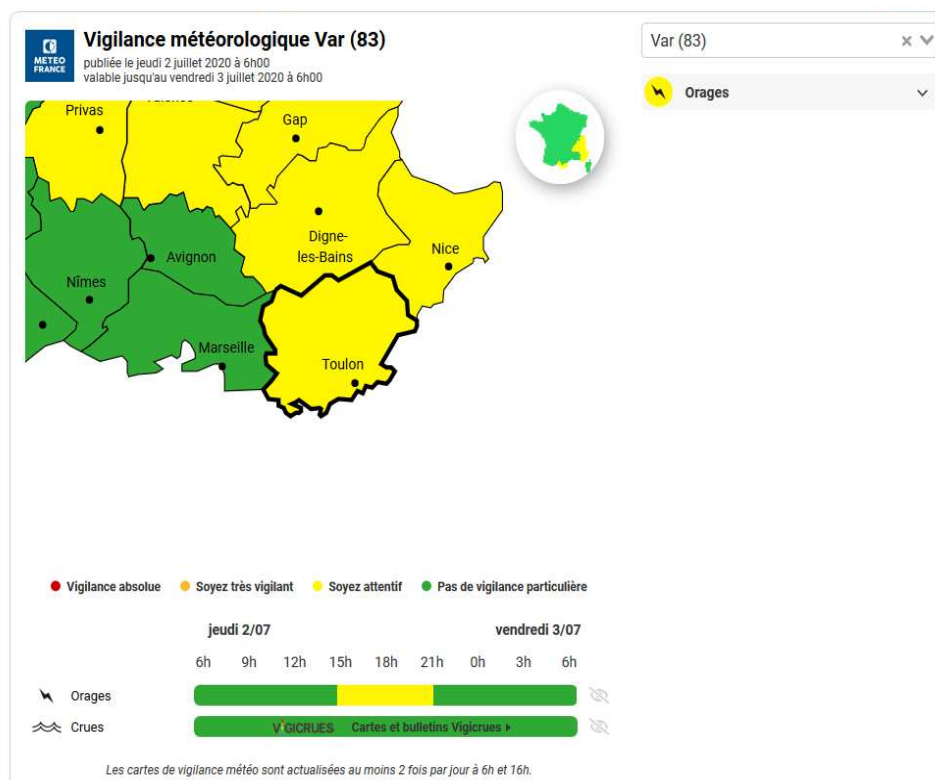 METEO
FRANCE
Vigilance météorologique Var (83)
publiée le jeudi 2 juillet 2020 à 6h00
valable jusqu'au vendredi 3 juillet 2020 à 6h00
Var (83)
Orages
Privas
Gap
Digne-
les-Bains
Nice
Avignon
Nîmes
Marseille
Toulon
Vigilance absolue Soyez très vigilant Soyez attentif Pas de vigilance particulière
jeudi 2/07 vendredi 3/07
6h 9h 12h 15h 18h 21h 0h 3h 6h
Orages
Crues VIGICRUES Cartes et bulletins Vigicrues
Les cartes de vigilance météo sont actualisées au moins 2 fois par jour à 6h et 16h.